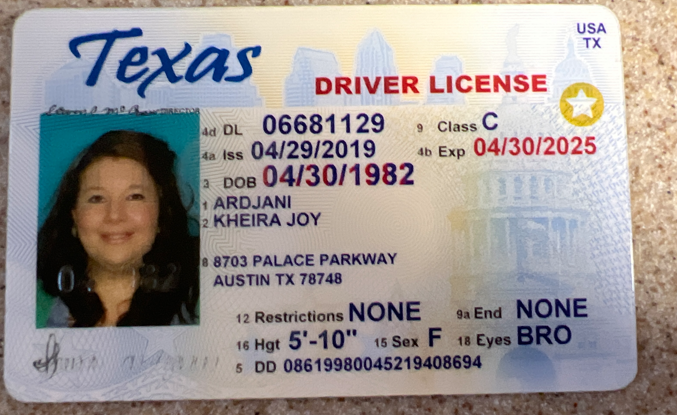 Texas
USA
TX
DRIVER LICENSE
DIRECTOR
4d DL 06681129 9 Class C
4a Iss 04/29/2019 4b Exp 04/30/2025
3 DOB 04/30/1982
1 ARDJANI
2 KHEIRA JOY
8 8703 PALACE PARKWAY
AUSTIN TX 78748
12 Restrictions NONE 9a End NONE
16 Hgt 5'-10" 15 Sex F 18 Eyes BRO
5 DD 08619980045219408694